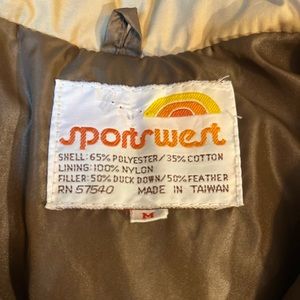 sportswest
SHELL: 65% POLYESTER / 35% COTTON
LINING: 100% NYLON
FILLER: 50% DUCK DOWN / 50% FEATHER
RN 57540 MADE IN TAIWAN
M